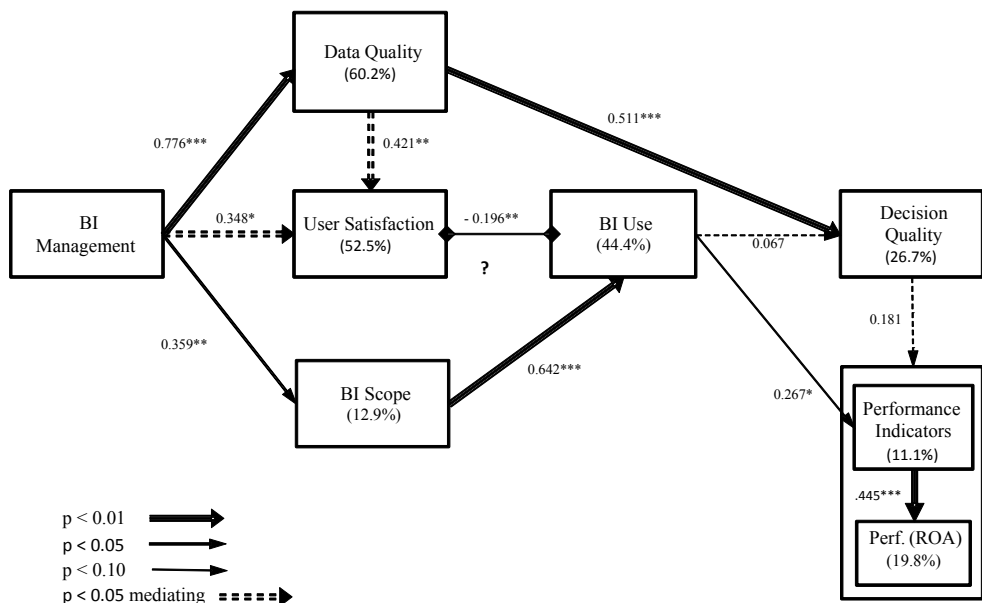 Data Quality
(60.2%)
0.776***
0.421**
0.511***
BI
Management
0.348*
User Satisfaction
(52.5%)
- 0.196**
?
BI Use
(44.4%)
0.067
Decision
Quality
(26.7%)
0.359**
0.181
BI Scope
(12.9%)
0.642***
0.267*
Performance
Indicators
(11.1%)
.445***
Perf. (ROA)
(19.8%)
p < 0.01
p < 0.05
p < 0.10
p < 0.05 mediating